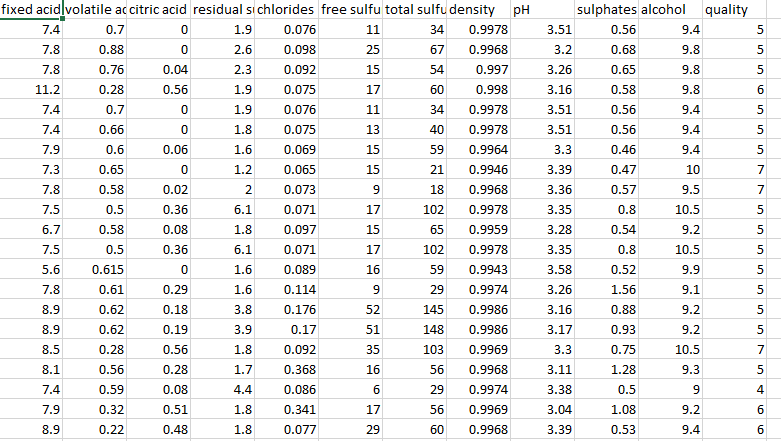 fixed acid volatile ac citric acid residual s chlorides free sulfu total sulfu density pH sulphates alcohol quality
7.4 0.7 0 1.9 0.076 11 34 0.9978 3.51 0.56 9.4 5
7.8 0.88 0 2.6 0.098 25 67 0.9968 3.2 0.68 9.8 5
7.8 0.76 0.04 2.3 0.092 15 54 0.997 3.26 0.65 9.8 5
11.2 0.28 0.56 1.9 0.075 17 60 0.998 3.16 0.58 9.8 6
7.4 0.7 0 1.9 0.076 11 34 0.9978 3.51 0.56 9.4 5
7.4 0.66 0 1.8 0.075 13 40 0.9978 3.51 0.56 9.4 5
7.9 0.6 0.06 1.6 0.069 15 59 0.9964 3.3 0.46 9.4 5
7.3 0.65 0 1.2 0.065 15 21 0.9946 3.39 0.47 10 7
7.8 0.58 0.02 2 0.073 9 18 0.9968 3.36 0.57 9.5 7
7.5 0.5 0.36 6.1 0.071 17 102 0.9978 3.35 0.8 10.5 5
6.7 0.58 0.08 1.8 0.097 15 65 0.9959 3.28 0.54 9.2 5
7.5 0.5 0.36 6.1 0.071 17 102 0.9978 3.35 0.8 10.5 5
5.6 0.615 0 1.6 0.089 16 59 0.9943 3.58 0.52 9.9 5
7.8 0.61 0.29 1.6 0.114 9 29 0.9974 3.26 1.56 9.1 5
8.9 0.62 0.18 3.8 0.176 52 145 0.9986 3.16 0.88 9.2 5
8.9 0.62 0.19 3.9 0.17 51 148 0.9986 3.17 0.93 9.2 5
8.5 0.28 0.56 1.8 0.092 35 103 0.9969 3.3 0.75 10.5 7
8.1 0.56 0.28 1.7 0.368 16 56 0.9968 3.11 1.28 9.3 5
7.4 0.59 0.08 4.4 0.086 6 29 0.9974 3.38 0.5 9 4
7.9 0.32 0.51 1.8 0.341 17 56 0.9969 3.04 1.08 9.2 6
8.9 0.22 0.48 1.8 0.077 29 60 0.9968 3.39 0.53 9.4 6